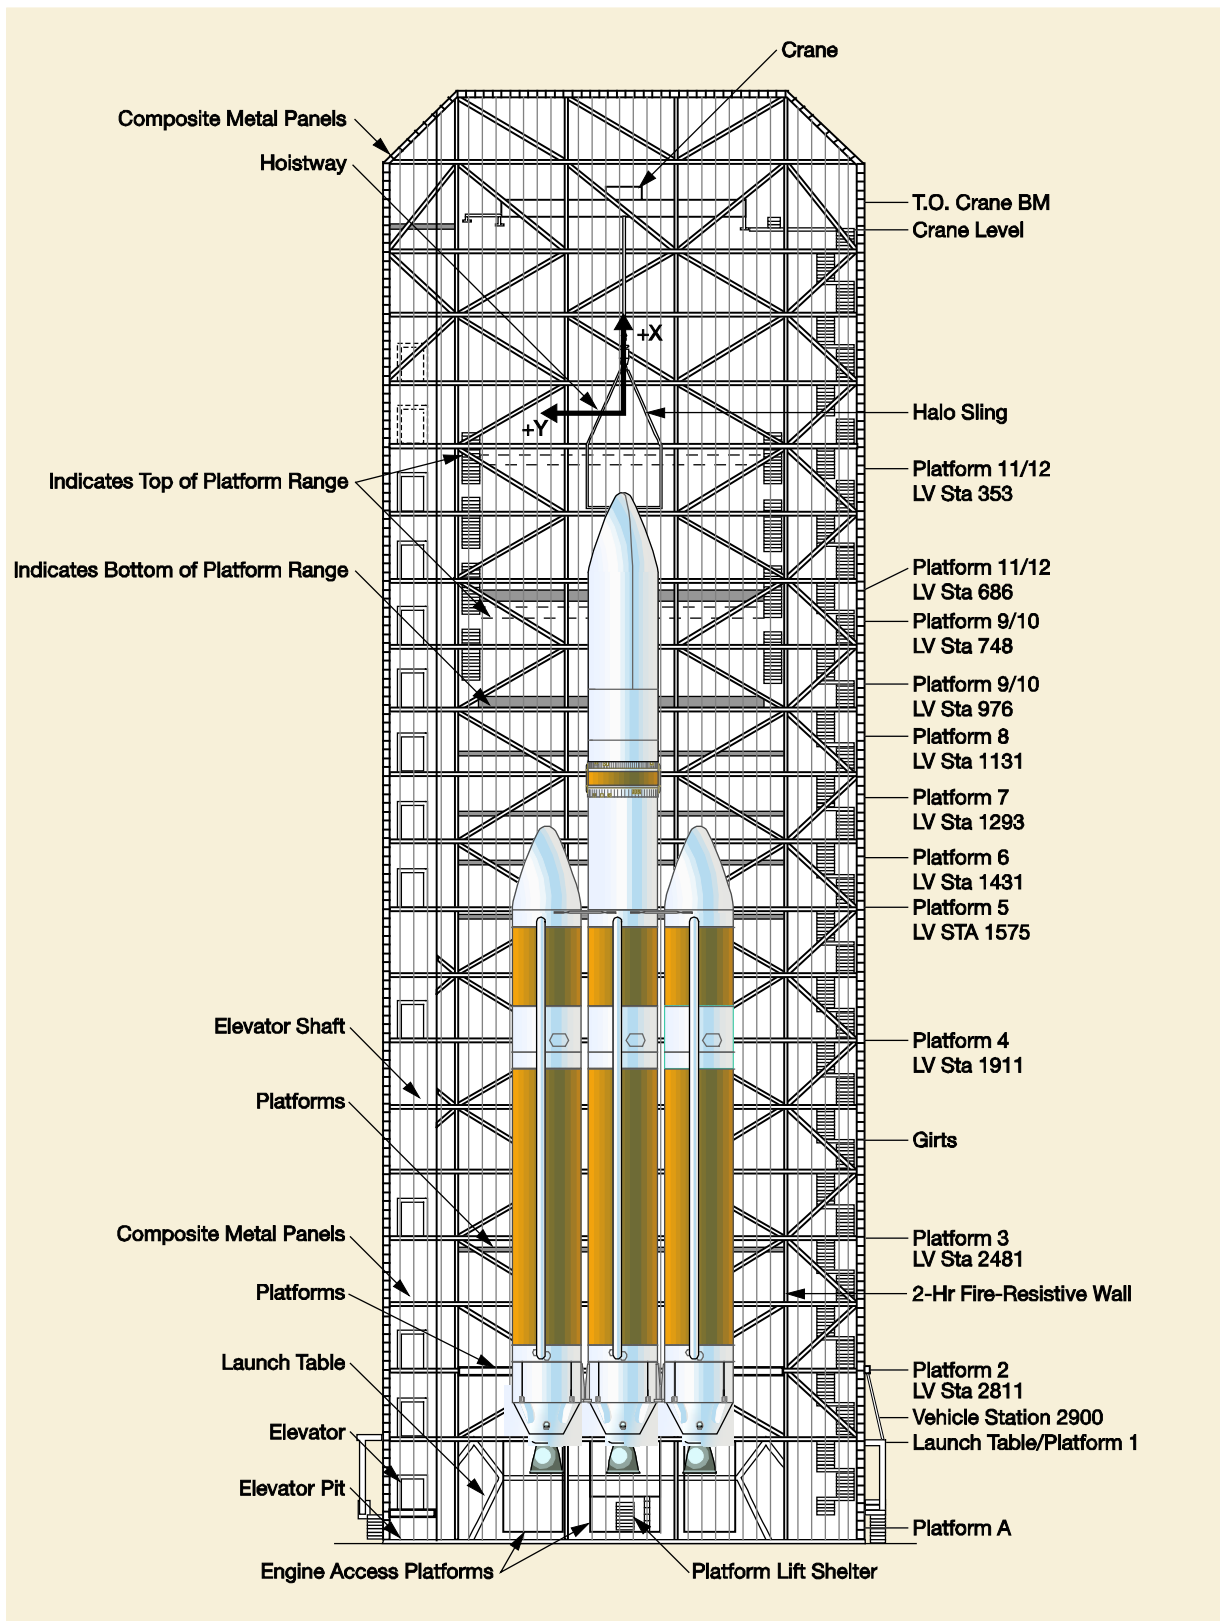 Crane
Composite Metal Panels
Hoistway
T.O. Crane BM
Crane Level
+X
+Y
Halo Sling
Indicates Top of Platform Range
Platform 11/12
LV Sta 353
Indicates Bottom of Platform Range
Platform 11/12
LV Sta 686
Platform 9/10
LV Sta 748
Platform 9/10
LV Sta 976
Platform 8
LV Sta 1131
Platform 7
LV Sta 1293
Platform 6
LV Sta 1431
Platform 5
LV STA 1575
Elevator Shaft
Platform 4
LV Sta 1911
Platforms
Girts
Composite Metal Panels
Platform 3
LV Sta 2481
Platforms
2-Hr Fire-Resistive Wall
Launch Table
Platform 2
LV Sta 2811
Vehicle Station 2900
Elevator
Launch Table/Platform 1
Elevator Pit
Platform A
Engine Access Platforms
Platform Lift Shelter